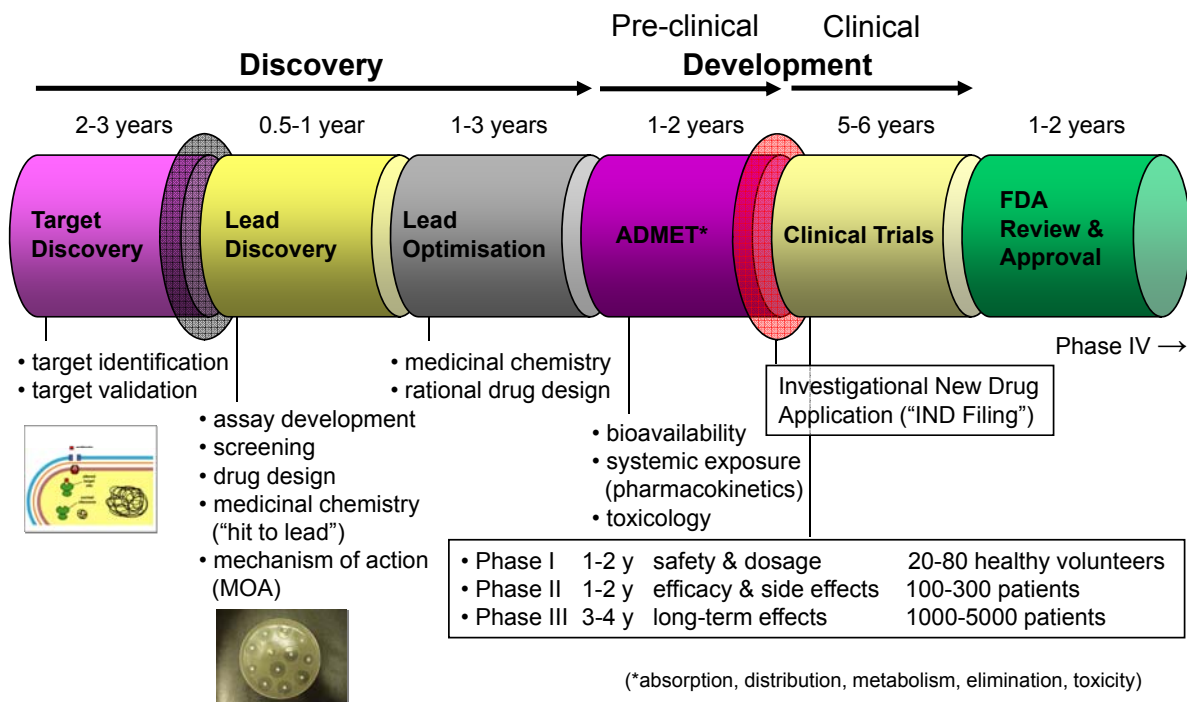 Pre-clinical
Clinical
Discovery
Development
2-3 years
0.5-1 year
1-3 years
1-2 years
5-6 years
1-2 years
Target
Discovery
Lead
Discovery
Lead
Optimisation
ADMET*
Clinical Trials
FDA
Review &
Approval
Phase IV →
• target identification
• target validation
• assay development
• screening
• drug design
• medicinal chemistry
("hit to lead")
• mechanism of action
(MOA)
• medicinal chemistry
• rational drug design
• bioavailability
• systemic exposure
(pharmacokinetics)
• toxicology
Investigational New Drug
Application (“IND Filing”)
• Phase I 1-2 y safety & dosage 20-80 healthy volunteers
• Phase II 1-2 y efficacy & side effects 100-300 patients
• Phase III 3-4 y long-term effects 1000-5000 patients
(*absorption, distribution, metabolism, elimination, toxicity)